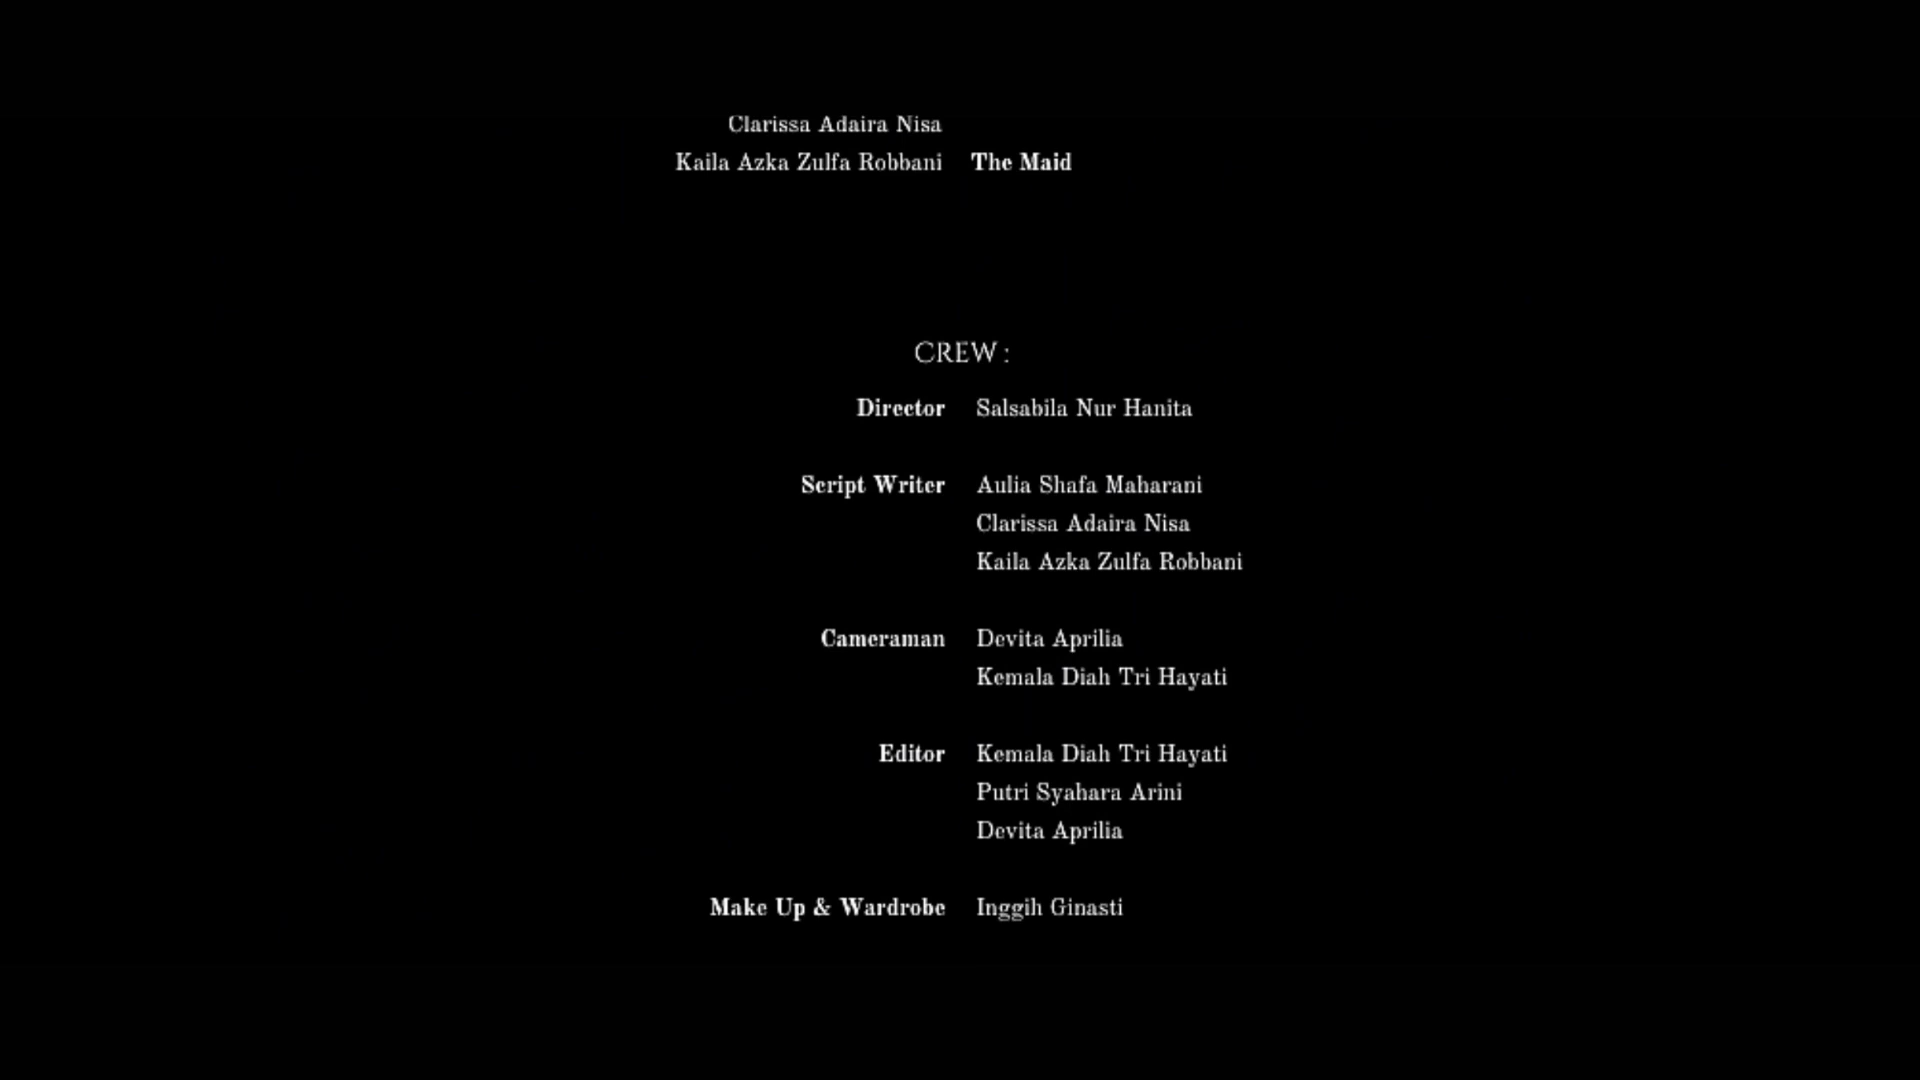 Clarissa Adaira Nisa
Kaila Azka Zulfa Robbani The Maid
CREW :
Director Salsabila Nur Hanita
Script Writer Aulia Shafa Maharani
Clarissa Adaira Nisa
Kaila Azka Zulfa Robbani
Cameraman Devita Aprilia
Kemala Diah Tri Hayati
Editor Kemala Diah Tri Hayati
Putri Syahara Arini
Devita Aprilia
Make Up & Wardrobe Inggih Ginasti